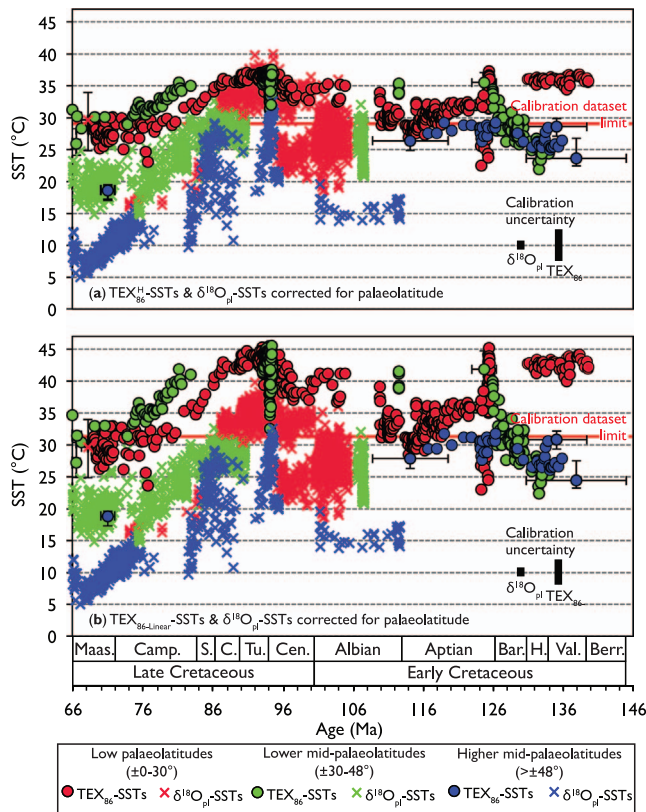 45
40
35
30
25
20
15
10
5
0
SST (°C)
Calibration dataset
limit
Calibration
uncertainty
δ¹⁸Opl TEX₈₆
(a) TEXᴴ₈₆-SSTs & δ¹⁸Opl-SSTs corrected for palaeolatitude
45
40
35
30
25
20
15
10
5
0
SST (°C)
Calibration dataset
limit
Calibration
uncertainty
δ¹⁸Opl TEX₈₆
(b) TEX₈₆-Linear-SSTs & δ¹⁸Opl-SSTs corrected for palaeolatitude
Maas. Camp. S. C. Tu. Cen. Albian Aptian Bar. H. Val. Berr.
Late Cretaceous Early Cretaceous
66 76 86 96 106 116 126 136 146
Age (Ma)
Low palaeolatitudes Lower mid-palaeolatitudes Higher mid-palaeolatitudes
(±0-30°) (±30-48°) (>±48°)
TEX₈₆-SSTs δ¹⁸Opl-SSTs TEX₈₆-SSTs δ¹⁸Opl-SSTs TEX₈₆-SSTs δ¹⁸Opl-SSTs